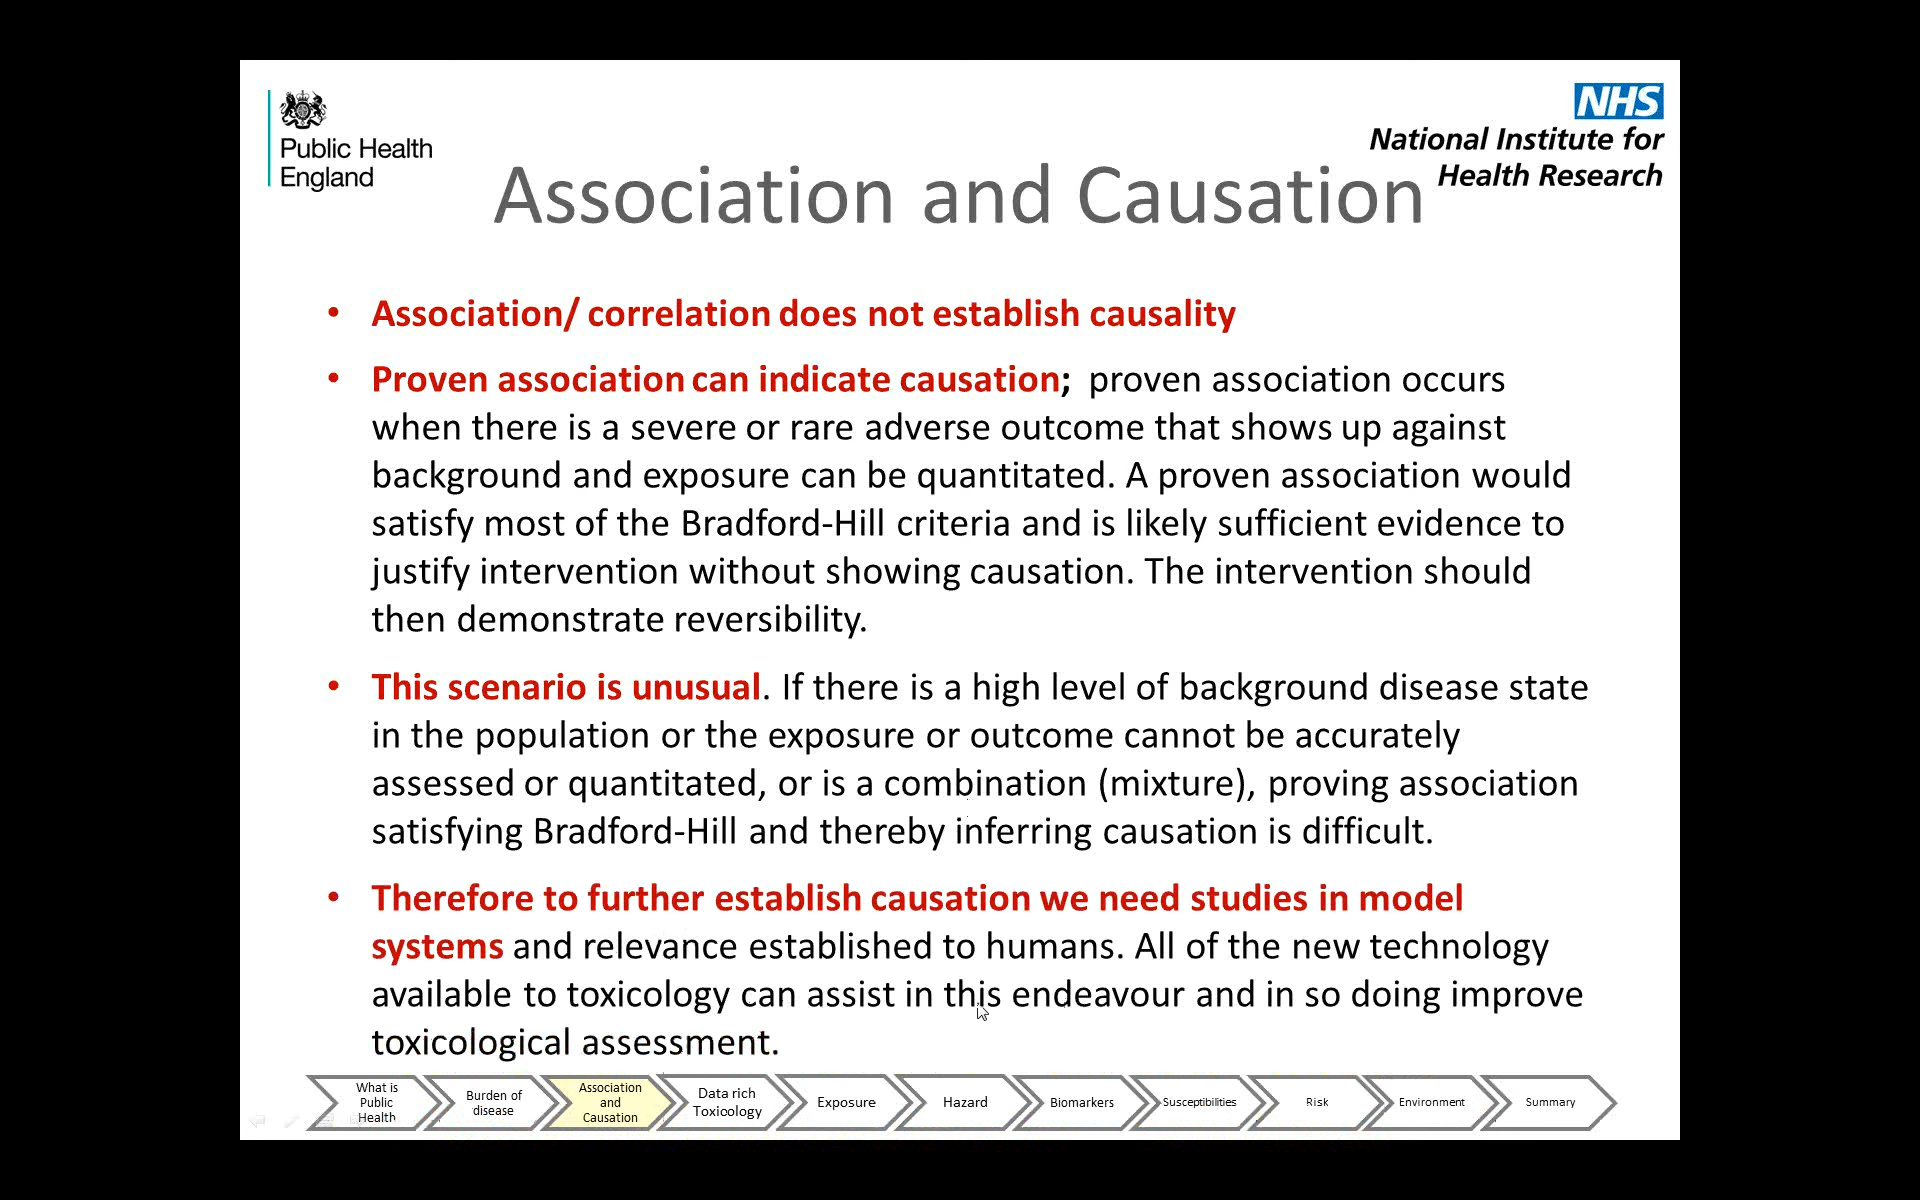 Public Health
England
NHS
National Institute for
Health Research
Association and Causation
• Association/ correlation does not establish causality
• Proven association can indicate causation; proven association occurs
when there is a severe or rare adverse outcome that shows up against
background and exposure can be quantitated. A proven association would
satisfy most of the Bradford-Hill criteria and is likely sufficient evidence to
justify intervention without showing causation. The intervention should
then demonstrate reversibility.
• This scenario is unusual. If there is a high level of background disease state
in the population or the exposure or outcome cannot be accurately
assessed or quantitated, or is a combination (mixture), proving association
satisfying Bradford-Hill and thereby inferring causation is difficult.
• Therefore to further establish causation we need studies in model
systems and relevance established to humans. All of the new technology
available to toxicology can assist in this endeavour and in so doing improve
toxicological assessment.
What is
Public
Health
Burden of
disease
Association
and
Causation
Data rich
Toxicology
Exposure
Hazard
Biomarkers
Susceptibilities
Risk
Environment
Summary